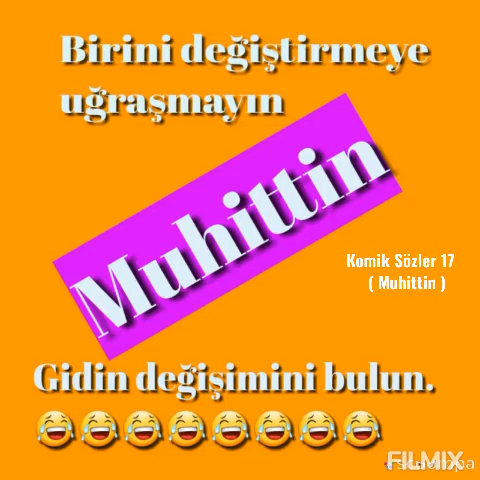 Birini değiştirmeye
uğraşmayın
Muhittin
Komik Sözler 17
( Muhittin )
Gidin değişimini bulun.
😂😂😂😂😂😂😂😂
FILMIX